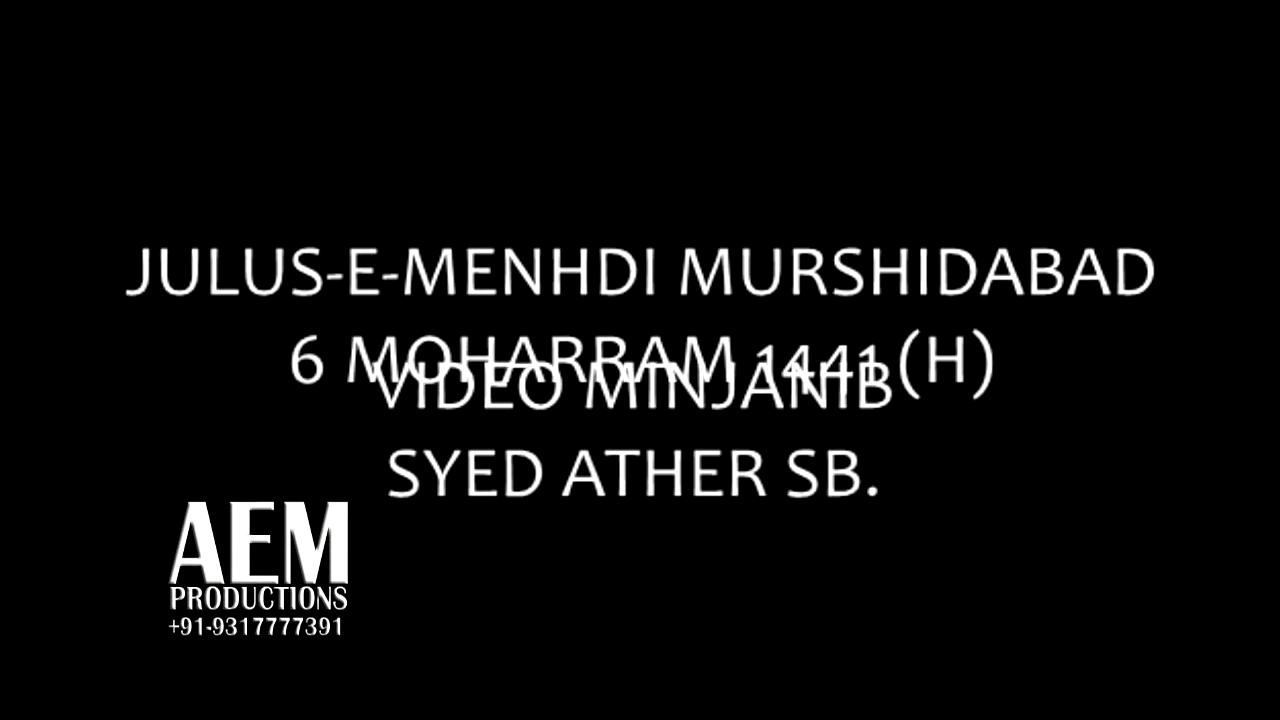 JULUS-E-MENHDI MURSHIDABAD
6 MOHARRAM 1441 (H)
VIDEO MINJANIB
SYED ATHER SB.
AEM
PRODUCTIONS
+91-9317777391